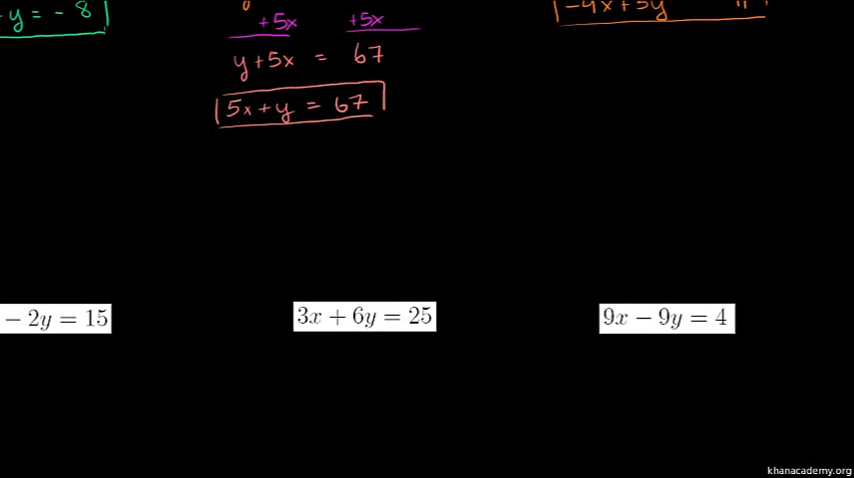 y = - 8
+5x +5x
y + 5x = 67
5x + y = 67
-4x + 5y
- 2y = 15
3x + 6y = 25
9x - 9y = 4
khanacademy.org